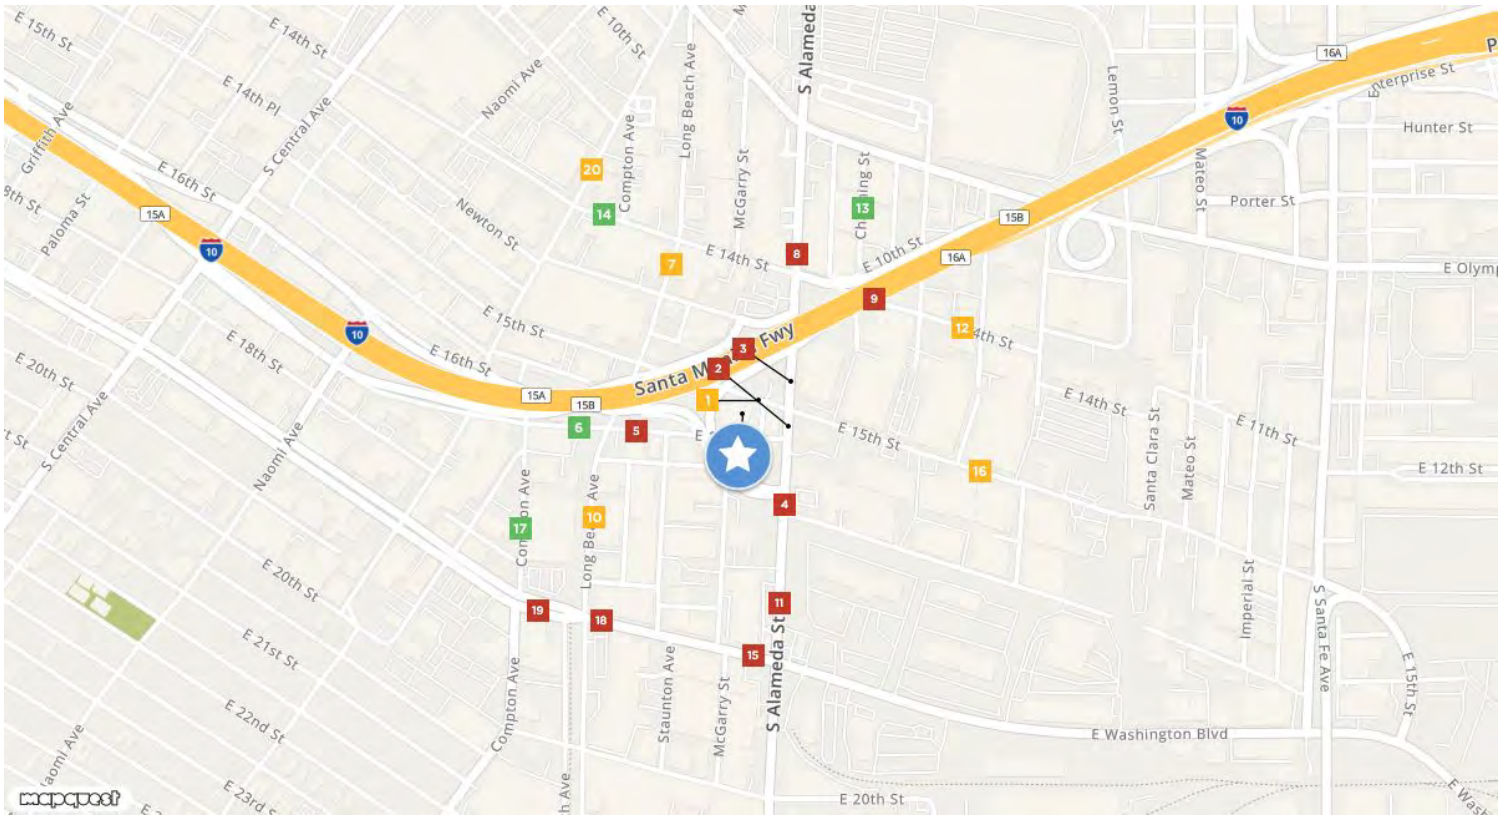 E 15th St
E 14th St
E 10th St
S Alameda
16A
E 14th Pl
Naomi Ave
Long Beach Ave
Lemon St
Enterprise St
Griffith Ave
S Central Ave
Compton Ave
10
Hunter St
E 16th St
20
McGarry St
Mateo St
8th St
Paloma St
15A
Newton St
14
13
15B
Porter St
10
E 14th St
8
E 10th St
16A
E Olymp
7
9
E 15th St
12
4th St
10
E 18th St
E 16th St
3
Fwy
2
Santa M
E 20th St
15A
15B
1
E 14th St
Santa Clara St
E 11th St
S Central Ave
Naomi Ave
6
5
E 15th St
Mateo St
E 12th St
16
4
17
10
E 20th St
Imperial St
S Santa Fe Ave
19
18
11
E 21st St
15
S Alameda St
E 15th St
Compton Ave
Staunton Ave
McGarry St
E 22nd St
E Washington Blvd
mapquest
E 23rd S
E 20th St